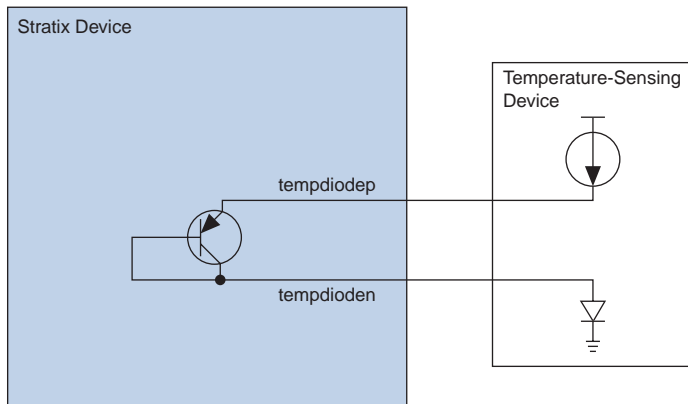 Stratix Device
Temperature-Sensing
Device
tempdiodep
tempdioden